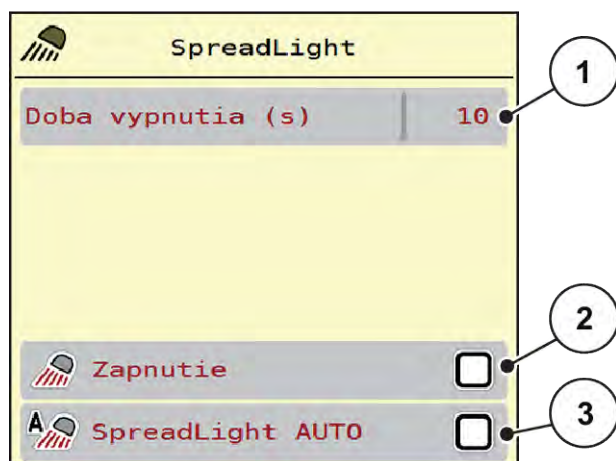 SpreadLight
Doba vypnutia (s) 10
1
Zapnutie
2
A
SpreadLight AUTO
3